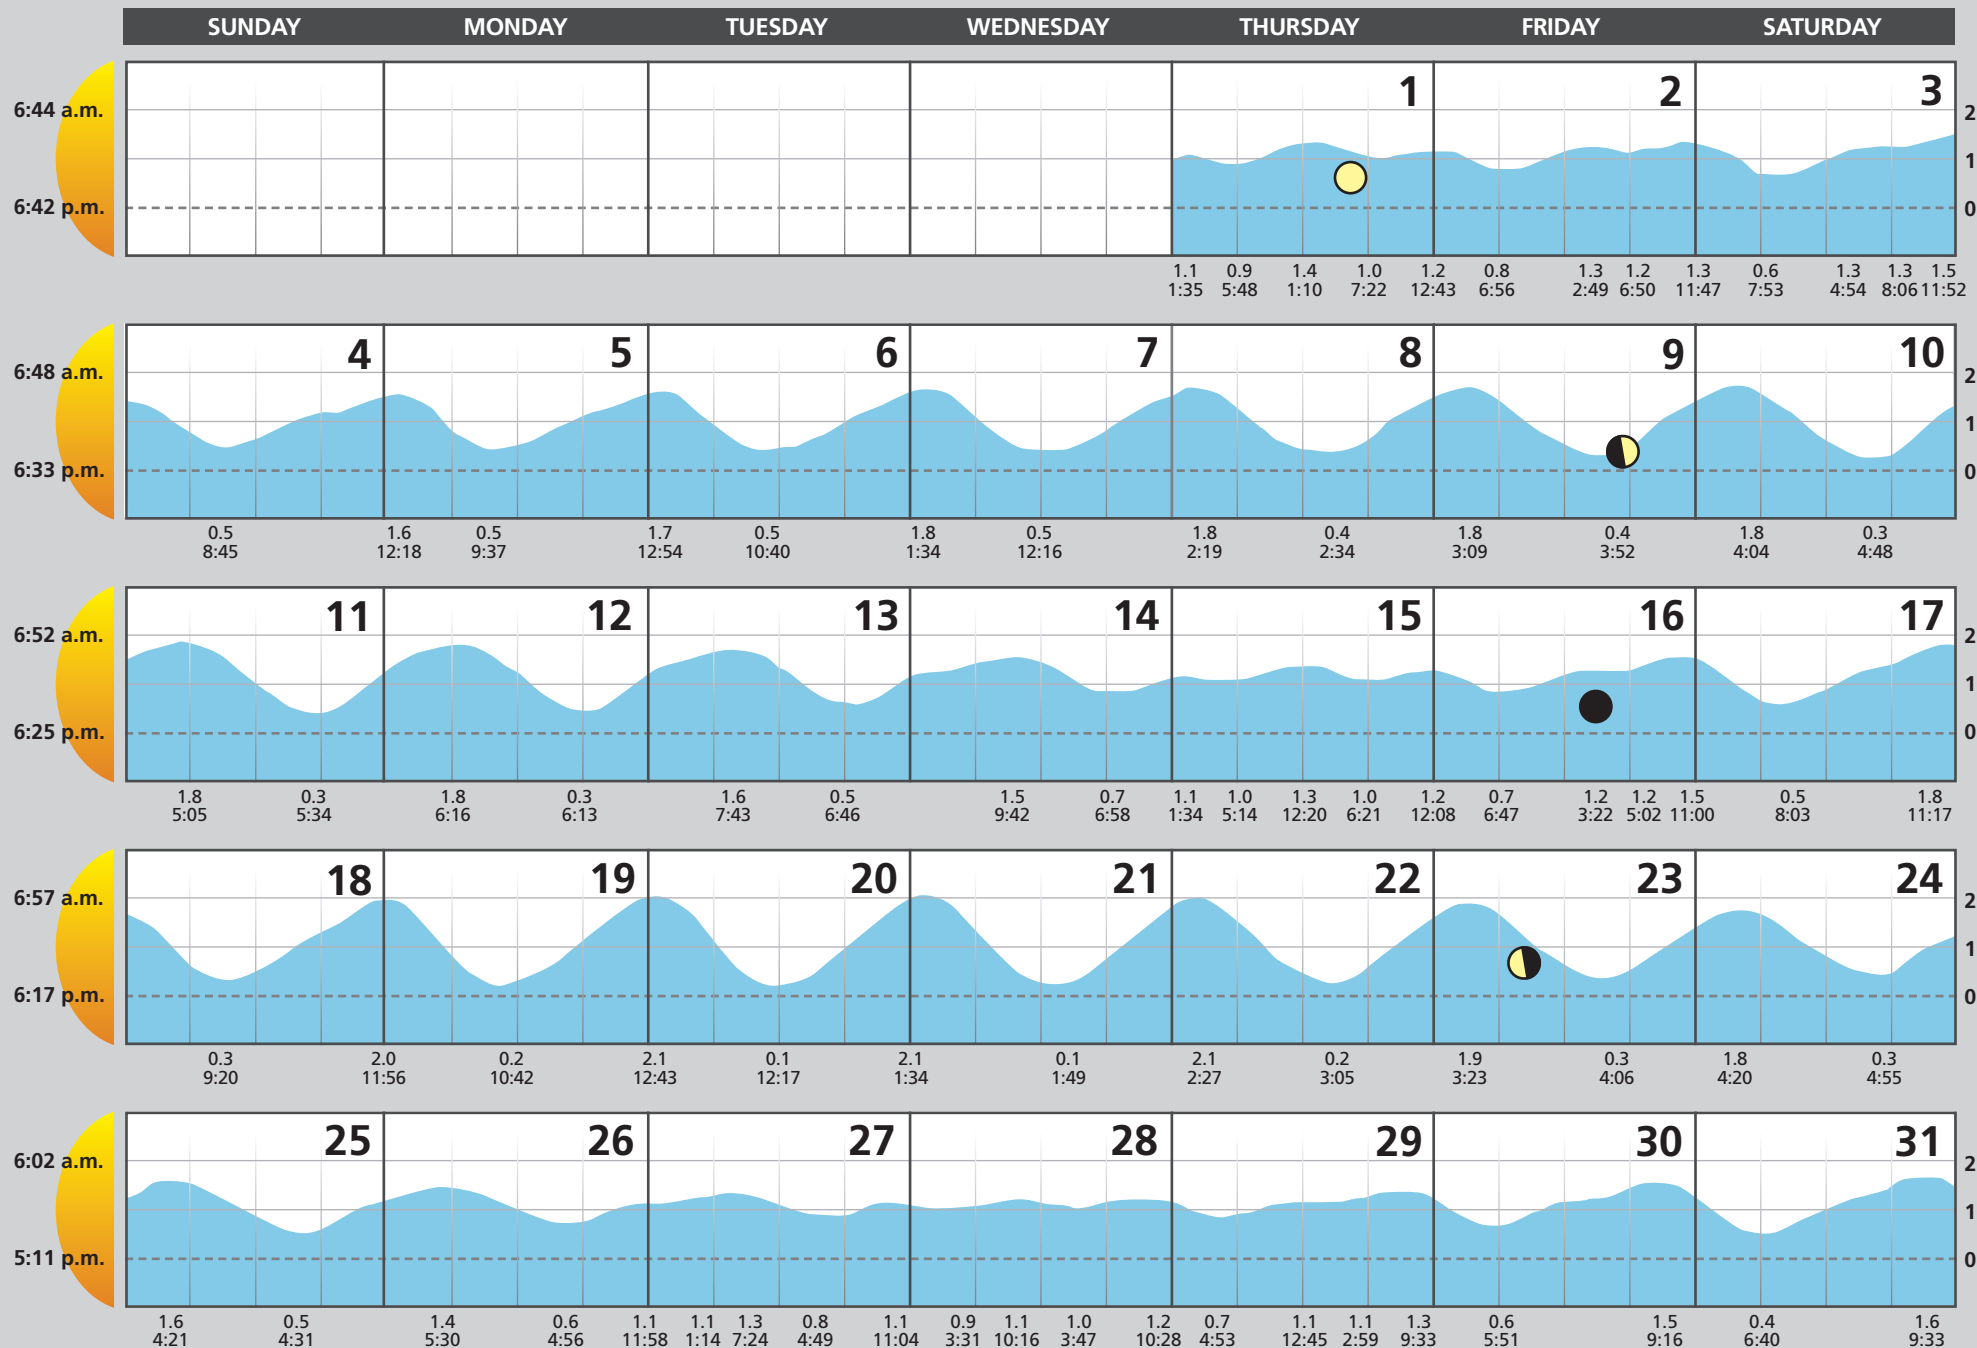 SUNDAY MONDAY TUESDAY WEDNESDAY THURSDAY FRIDAY SATURDAY
1 2 3
6:44 a.m. 2
1
6:42 p.m. 0
1.1 0.9 1.4 1.0 1.2 0.8 1.3 1.2 1.3 0.6 1.3 1.3 1.5
1:35 5:48 1:10 7:22 12:43 6:56 2:49 6:50 11:47 7:53 4:54 8:06 11:52
4 5 6 7 8 9 10
6:48 a.m. 2
1
6:33 p.m. 0
0.5 1.6 0.5 1.7 0.5 1.8 0.5 1.8 0.4 1.8 0.4 1.8 0.3
8:45 12:18 9:37 12:54 10:40 1:34 12:16 2:19 2:34 3:09 3:52 4:04 4:48
11 12 13 14 15 16 17
6:52 a.m. 2
1
6:25 p.m. 0
1.8 0.3 1.8 0.3 1.6 0.5 1.5 0.7 1.1 1.0 1.3 1.0 1.2 0.7 1.2 1.2 1.5 0.5 1.8
5:05 5:34 6:16 6:13 7:43 6:46 9:42 6:58 1:34 5:14 12:20 6:21 12:08 6:47 3:22 5:02 11:00 8:03 11:17
18 19 20 21 22 23 24
6:57 a.m. 2
1
6:17 p.m. 0
0.3 2.0 0.2 2.1 0.1 2.1 0.1 2.1 0.2 1.9 0.3 1.8 0.3
9:20 11:56 10:42 12:43 12:17 1:34 1:49 2:27 3:05 3:23 4:06 4:20 4:55
25 26 27 28 29 30 31
6:02 a.m. 2
1
5:11 p.m. 0
1.6 0.5 1.4 0.6 1.1 1.1 1.3 0.8 1.1 0.9 1.1 1.0 1.2 0.7 1.1 1.1 1.3 0.6 1.5 0.4 1.6
4:21 4:31 5:30 4:56 11:58 1:14 7:24 4:49 11:04 3:31 10:16 3:47 10:28 4:53 12:45 2:59 9:33 5:51 9:16 6:40 9:33